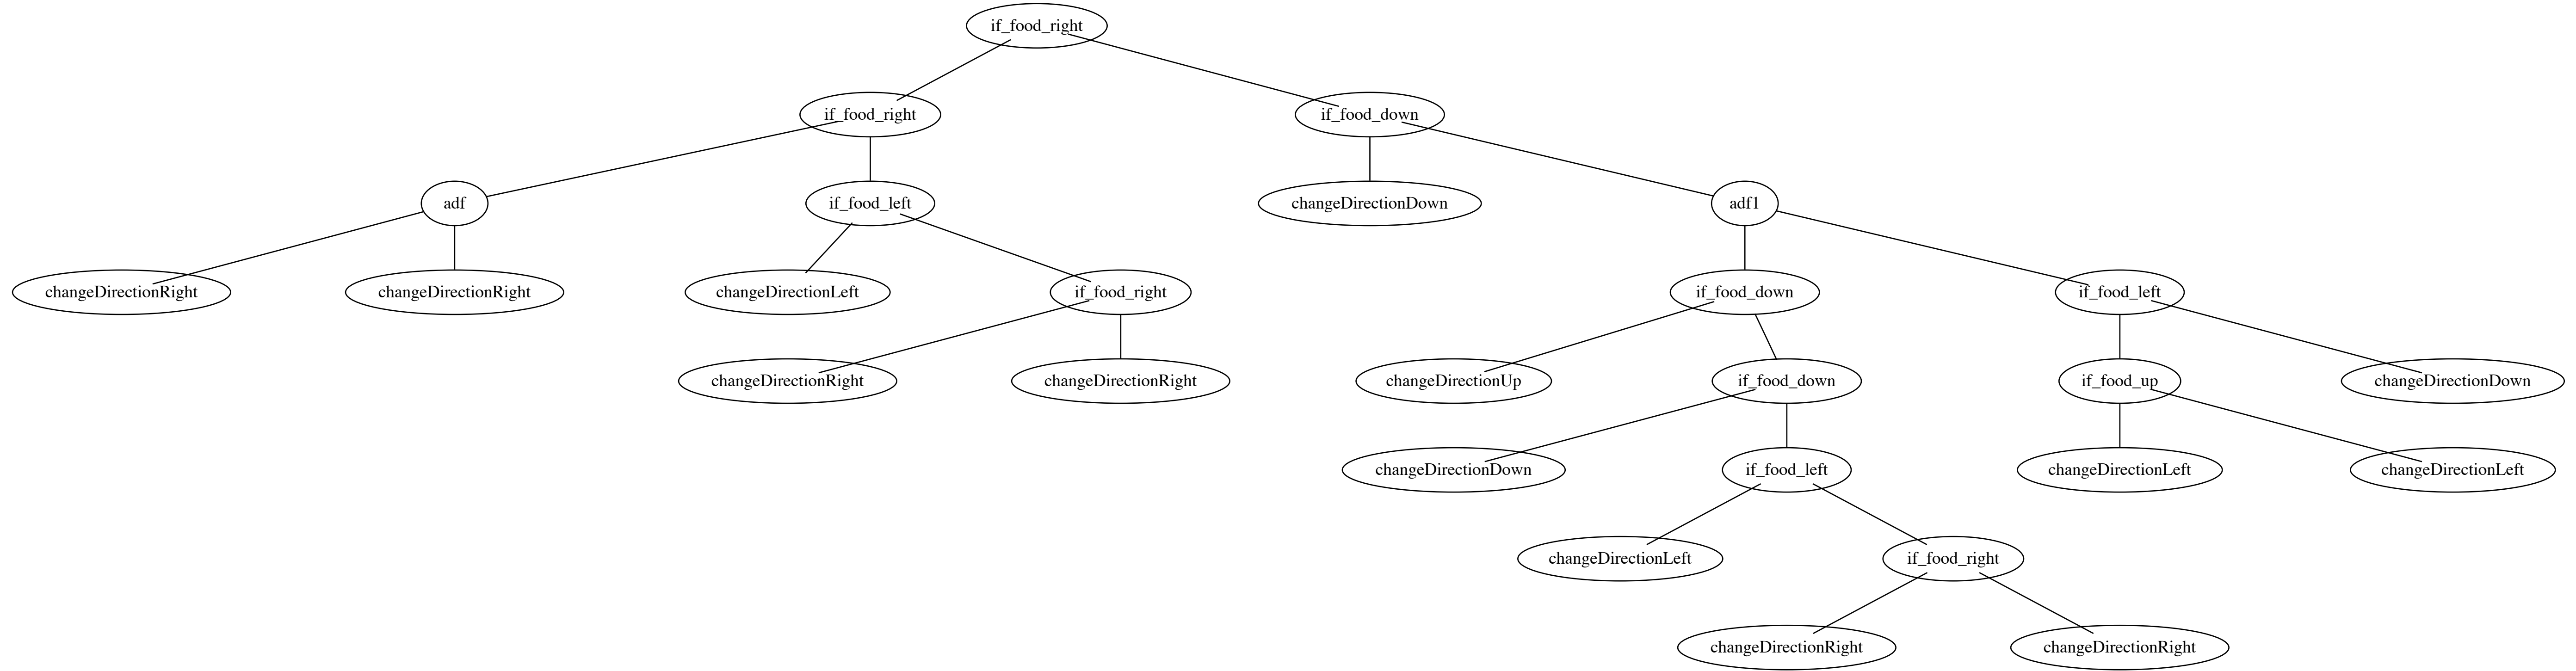 if_food_right
if_food_right
if_food_down
adf
if_food_left
changeDirectionDown
adf1
changeDirectionRight
changeDirectionRight
changeDirectionLeft
if_food_right
if_food_down
if_food_left
changeDirectionRight
changeDirectionRight
changeDirectionUp
if_food_down
if_food_up
changeDirectionDown
changeDirectionDown
if_food_left
changeDirectionLeft
changeDirectionLeft
changeDirectionLeft
if_food_right
changeDirectionRight
changeDirectionRight